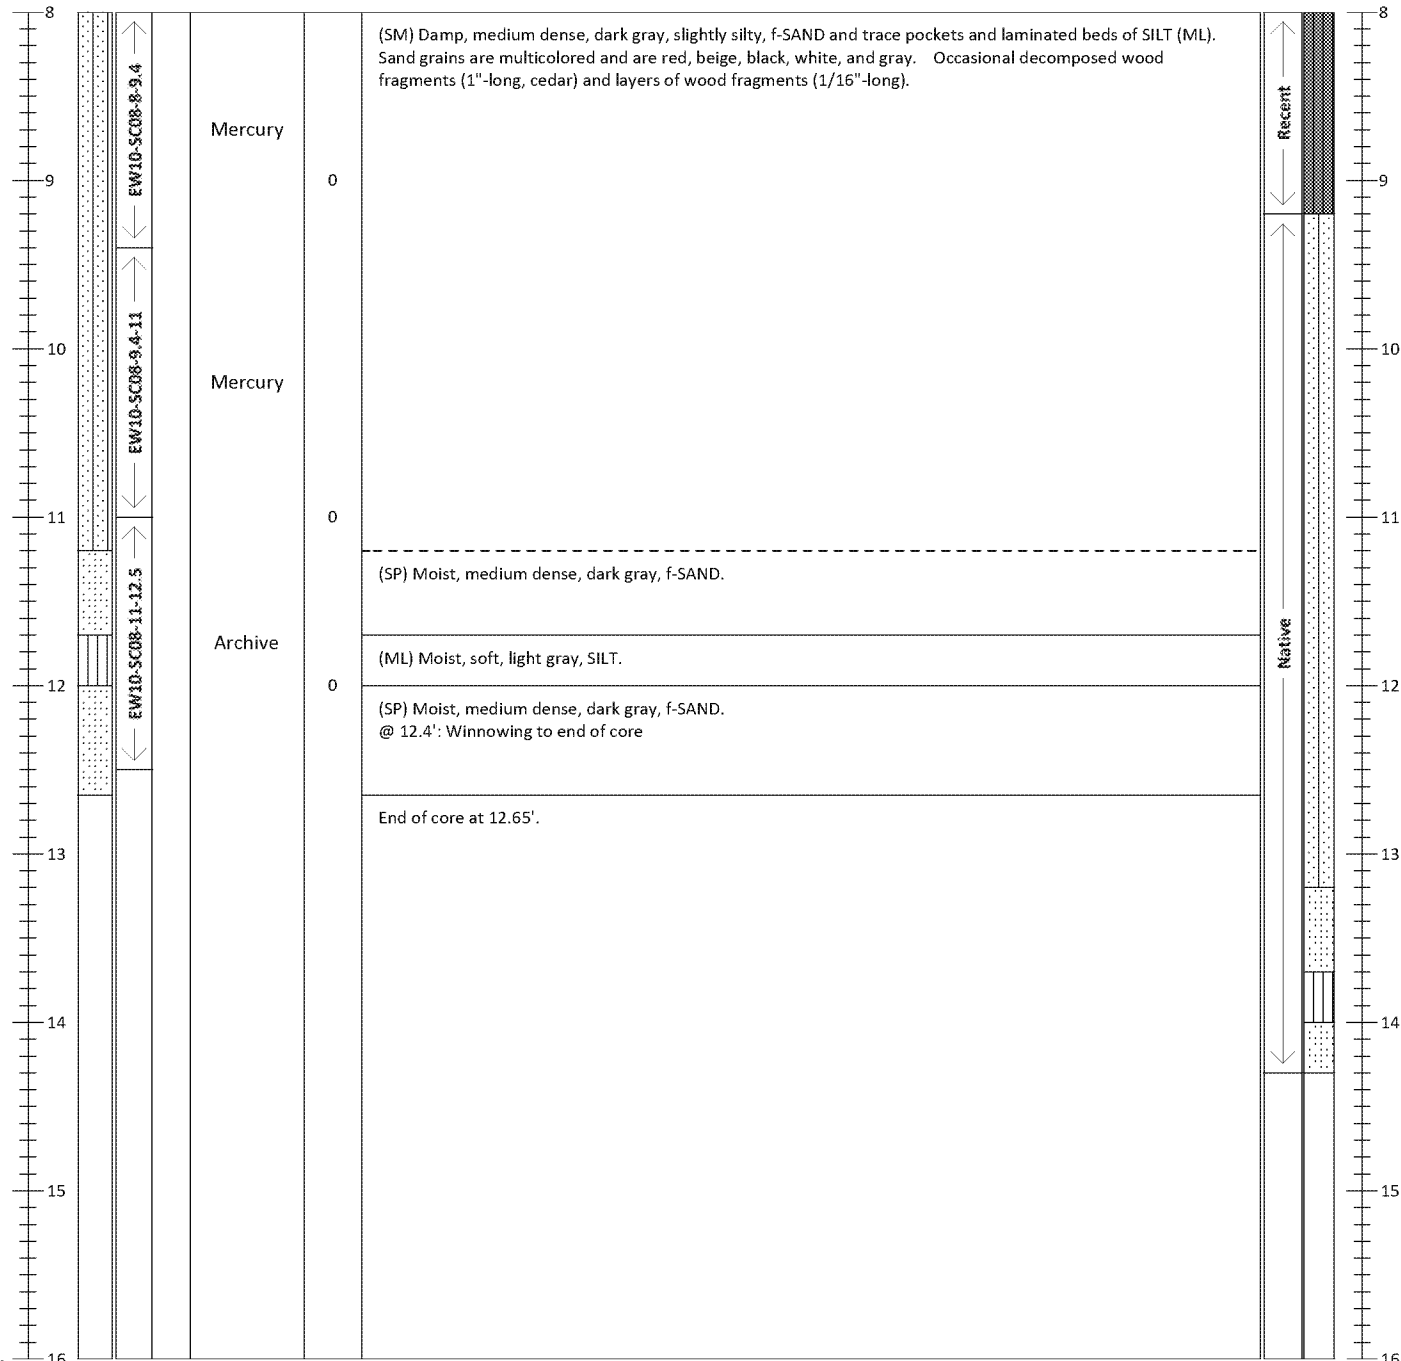 8
(SM) Damp, medium dense, dark gray, slightly silty, f-SAND and trace pockets and laminated beds of SILT (ML).
Sand grains are multicolored and are red, beige, black, white, and gray. Occasional decomposed wood
fragments (1"-long, cedar) and layers of wood fragments (1/16"-long).
8
EW10-SC08-8-9.4
Mercury
Recent
9
0
9
EW10-SC08-9.4-11
10
10
Mercury
11
0
11
EW10-SC08-11-12.5
(SP) Moist, medium dense, dark gray, f-SAND.
Archive
Native
(ML) Moist, soft, light gray, SILT.
12
0
12
(SP) Moist, medium dense, dark gray, f-SAND.
@ 12.4': Winnowing to end of core
End of core at 12.65'.
13
13
14
14
15
15
16
16